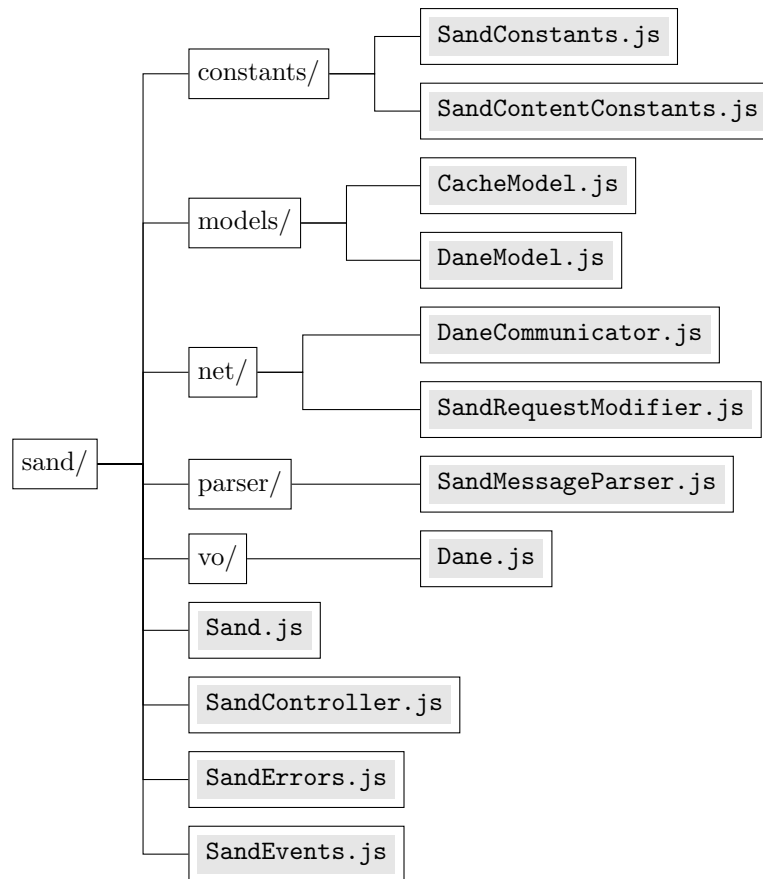 SandConstants.js
constants/
SandContentConstants.js
CacheModel.js
models/
DaneModel.js
DaneCommunicator.js
net/
SandRequestModifier.js
sand/
parser/
SandMessageParser.js
vo/
Dane.js
Sand.js
SandController.js
SandErrors.js
SandEvents.js